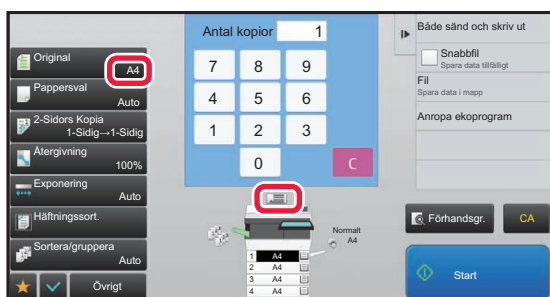 Antal kopior 1
Original
A4
Pappersval
Auto
2-Sidors Kopia
1-Sidig→1-Sidig
Återgivning
100%
Exponering
Auto
Häftningssort.
Sortera/gruppera
Auto
Övrigt
7 8 9
4 5 6
1 2 3
0 C
Normalt
A4
1 A4
2 A4
3 A4
4 A4
Både sänd och skriv ut
Snabbfil
Spara data tillfälligt
Fil
Spara data i mapp
Anropa ekoprogram
Förhandsgr.
CA
Start